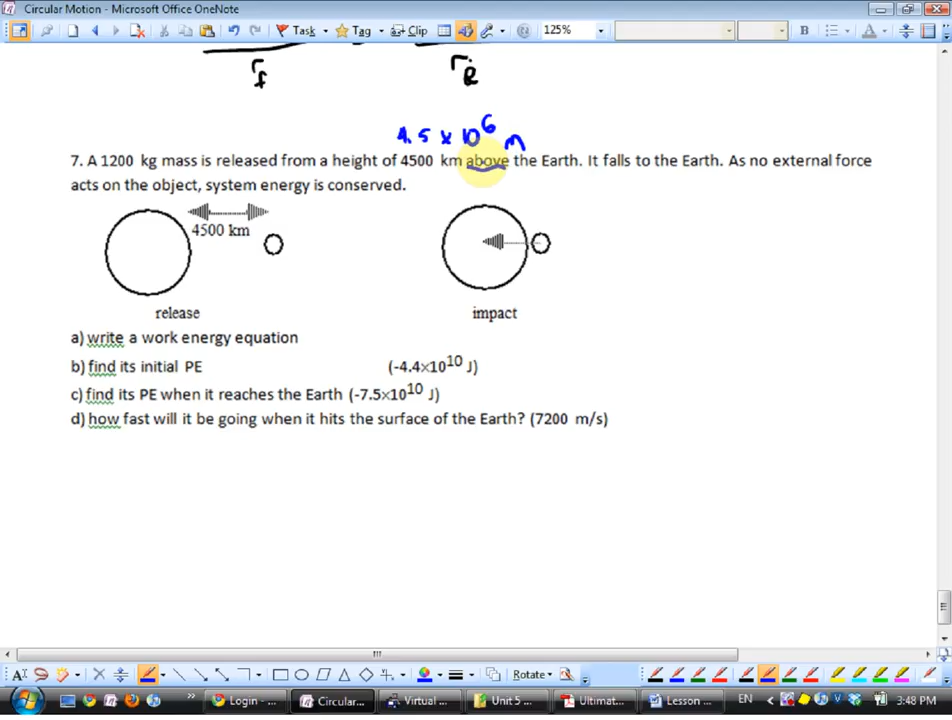 Circular Motion - Microsoft Office OneNote
Task Tag Clip 125% B A
r f r E
4.5 x 10^6 m
7. A 1200 kg mass is released from a height of 4500 km above the Earth. It falls to the Earth. As no external force
acts on the object, system energy is conserved.
4500 km
release impact
a) write a work energy equation
b) find its initial PE (-4.4×10^10 J)
c) find its PE when it reaches the Earth (-7.5×10^10 J)
d) how fast will it be going when it hits the surface of the Earth? (7200 m/s)
Rotate
Login - ... Circular... Virtual ... Unit 5 ... Ultimat... Lesson ... EN 3:48 PM